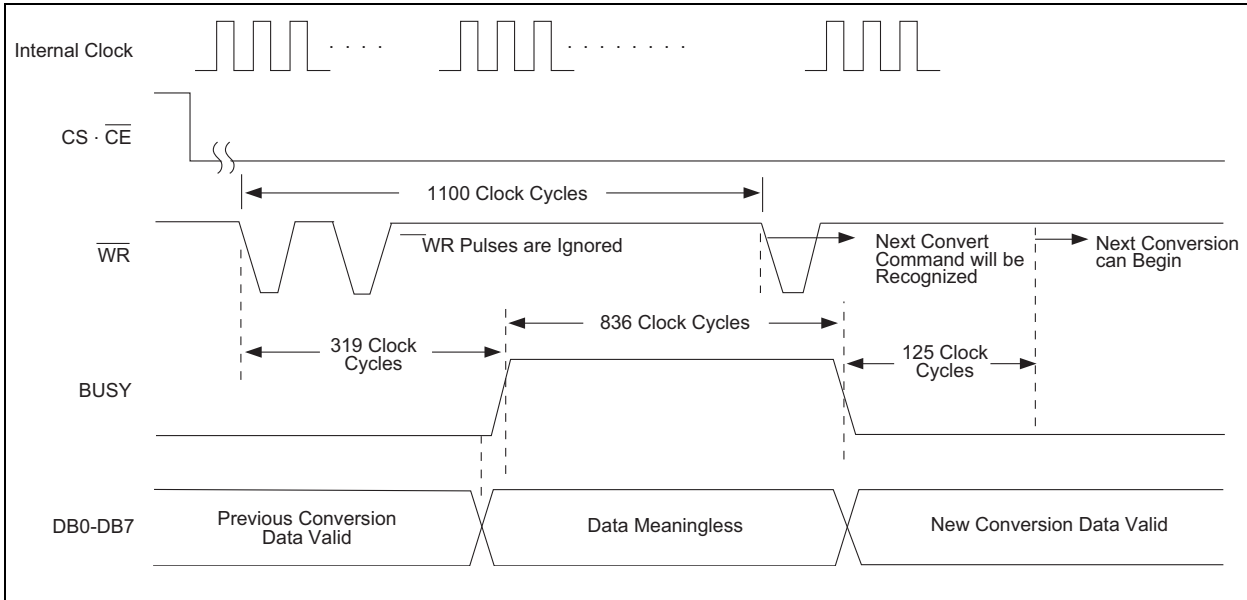 Internal Clock
. . . .
. . . . . . . .
CS · CE
1100 Clock Cycles
WR
WR Pulses are Ignored
Next Convert
Command will be
Recognized
Next Conversion
can Begin
836 Clock Cycles
319 Clock
Cycles
125 Clock
Cycles
BUSY
DB0-DB7
Previous Conversion
Data Valid
Data Meaningless
New Conversion Data Valid